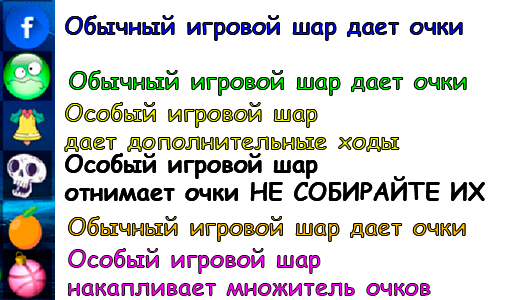 f
Обычный игровой шар дает очки
Обычный игровой шар дает очки
Особый игровой шар
дает дополнительные ходы
Особый игровой шар
отнимает очки НЕ СОБИРАЙТЕ ИХ
Обычный игровой шар дает очки
Особый игровой шар
накапливает множитель очков